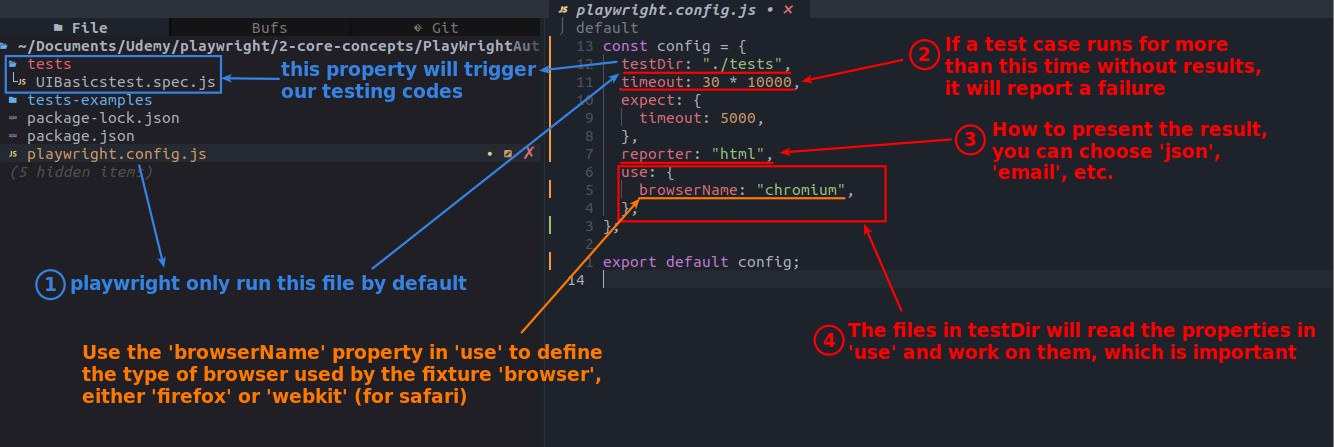 File
Bufs
Git
~/Documents/Udemy/playwright/2-core-concepts/PlayWrightAut
tests
UIBasicstest.spec.js
tests-examples
package-lock.json
package.json
JS playwright.config.js • ✗
(5 hidden items)
this property will trigger
our testing codes
1 playwright only run this file by default
Use the 'browserName' property in 'use' to define
the type of browser used by the fixture 'browser',
either 'firefox' or 'webkit' (for safari)
JS playwright.config.js • ✕
default
13 const config = {
12 testDir: "./tests",
11 timeout: 30 * 10000,
10 expect: {
9 timeout: 5000,
8 },
7 reporter: "html",
6 use: {
5 browserName: "chromium",
4 },
3 };
2
1 export default config;
14
2 If a test case runs for more
than this time without results,
it will report a failure
3 How to present the result,
you can choose 'json',
'email', etc.
4 The files in testDir will read the properties in
'use' and work on them, which is important